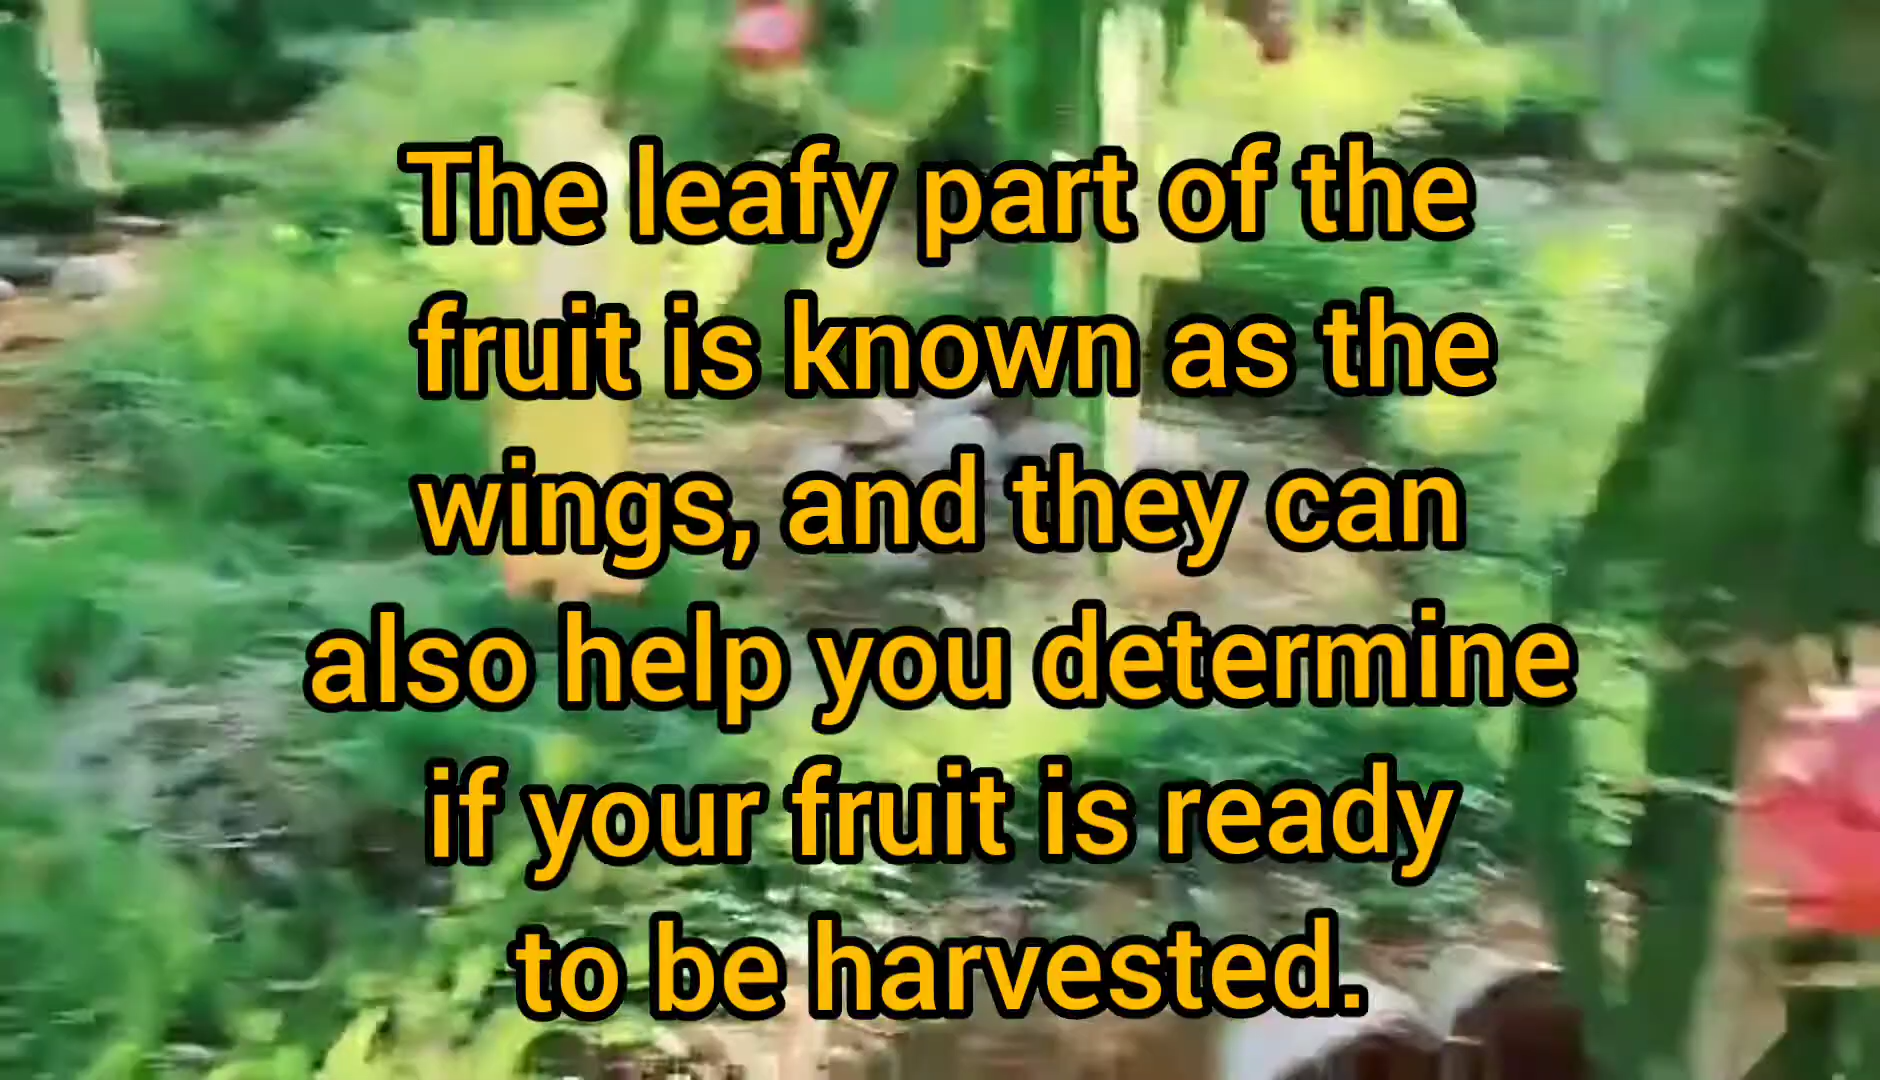 The leafy part of the
fruit is known as the
wings, and they can
also help you determine
if your fruit is ready
to be harvested.